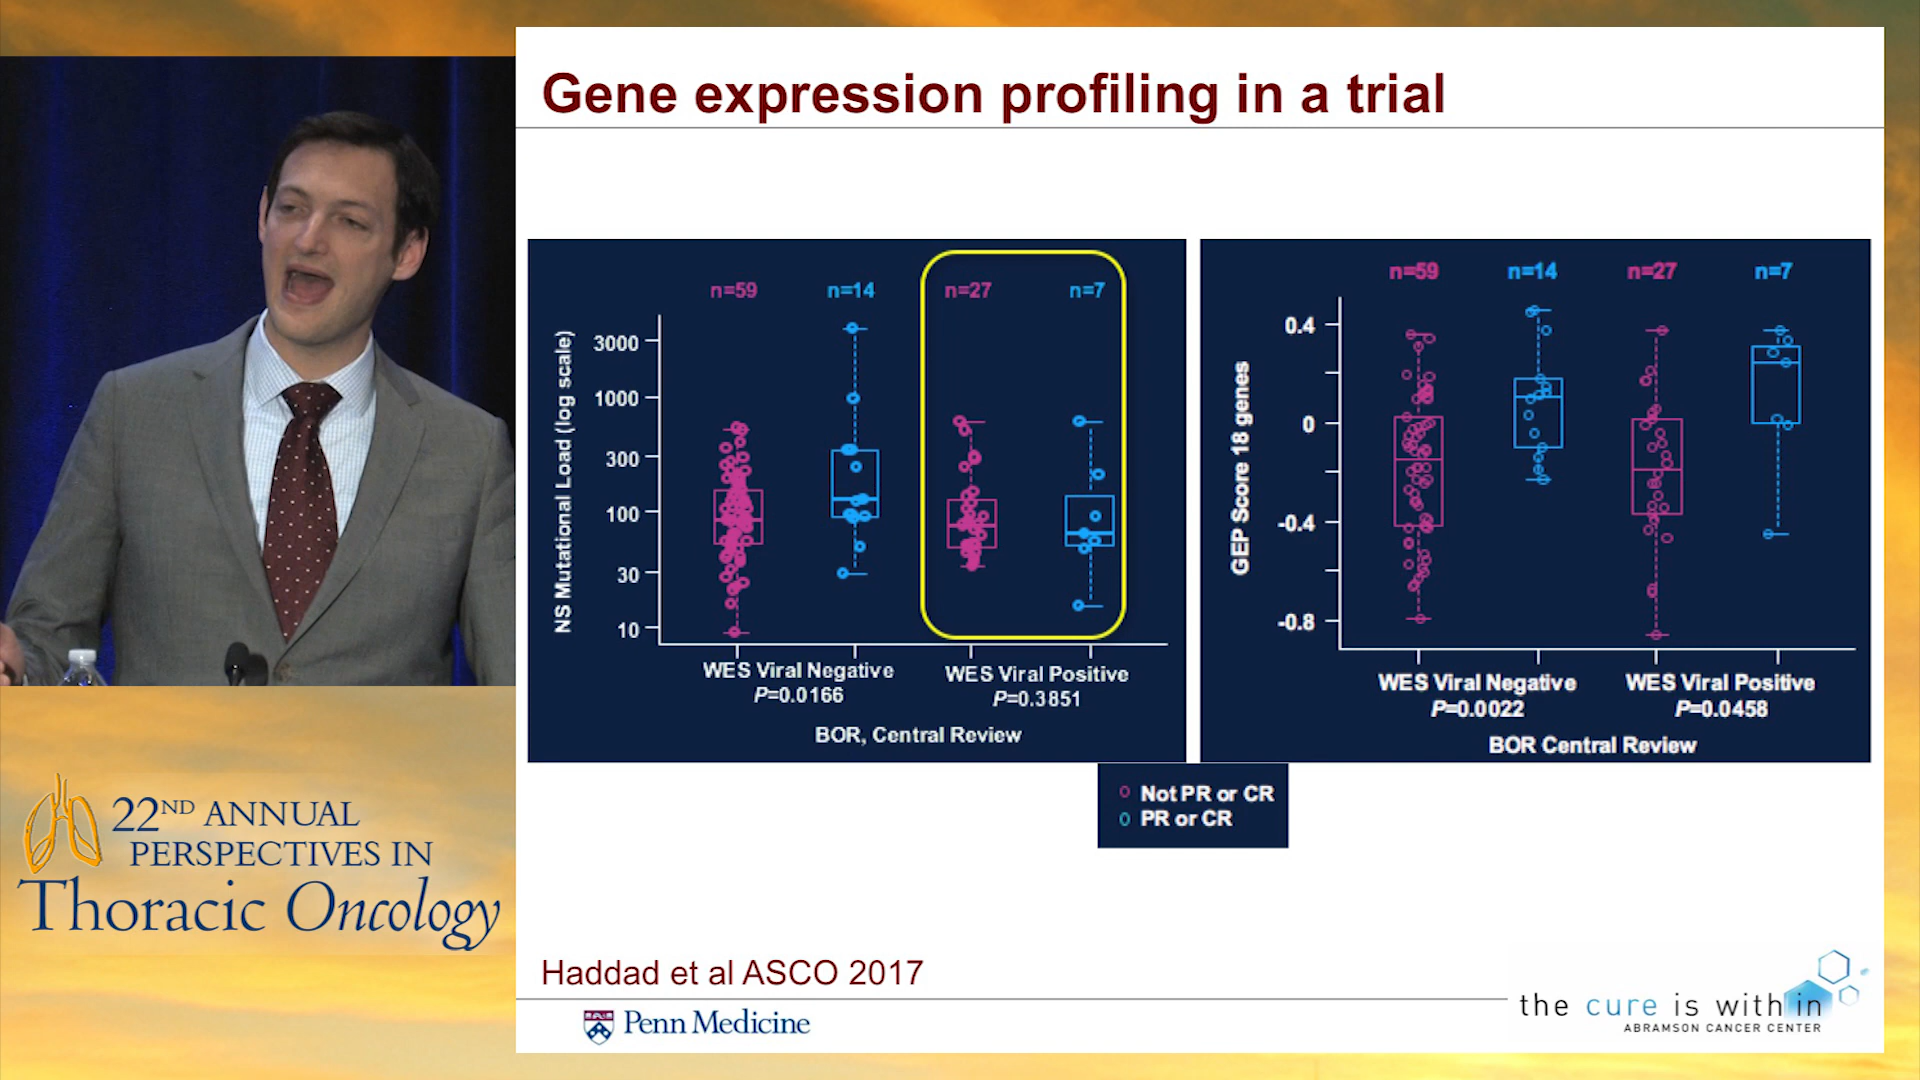 Gene expression profiling in a trial
n=59
n=14
n=27
n=7
NS Mutational Load (log scale)
3000
1000
300
100
30
10
WES Viral Negative
P=0.0166
WES Viral Positive
P=0.3851
BOR, Central Review
n=59
n=14
n=27
n=7
GEP Score 18 genes
0.4
0
-0.4
-0.8
WES Viral Negative
P=0.0022
WES Viral Positive
P=0.0458
BOR Central Review
Not PR or CR
PR or CR
22ND ANNUAL
PERSPECTIVES IN
Thoracic Oncology
Haddad et al ASCO 2017
Penn Medicine
the cure is within
ABRAMSON CANCER CENTER